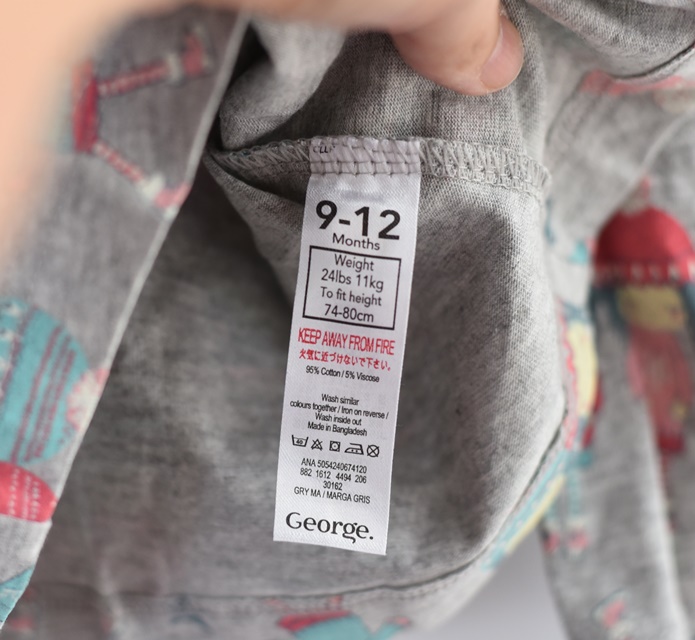 9-12
Months
Weight
24lbs 11kg
To fit height
74-80cm
KEEP AWAY FROM FIRE
火気に近づけないで下さい。
95% Cotton / 5% Viscose
Wash similar
colours together / Iron on reverse /
Wash inside out
Made in Bangladesh
40
ANA 5054240674120
882 1612 4494 206
30162
GRY MA / MARGA GRIS
George.